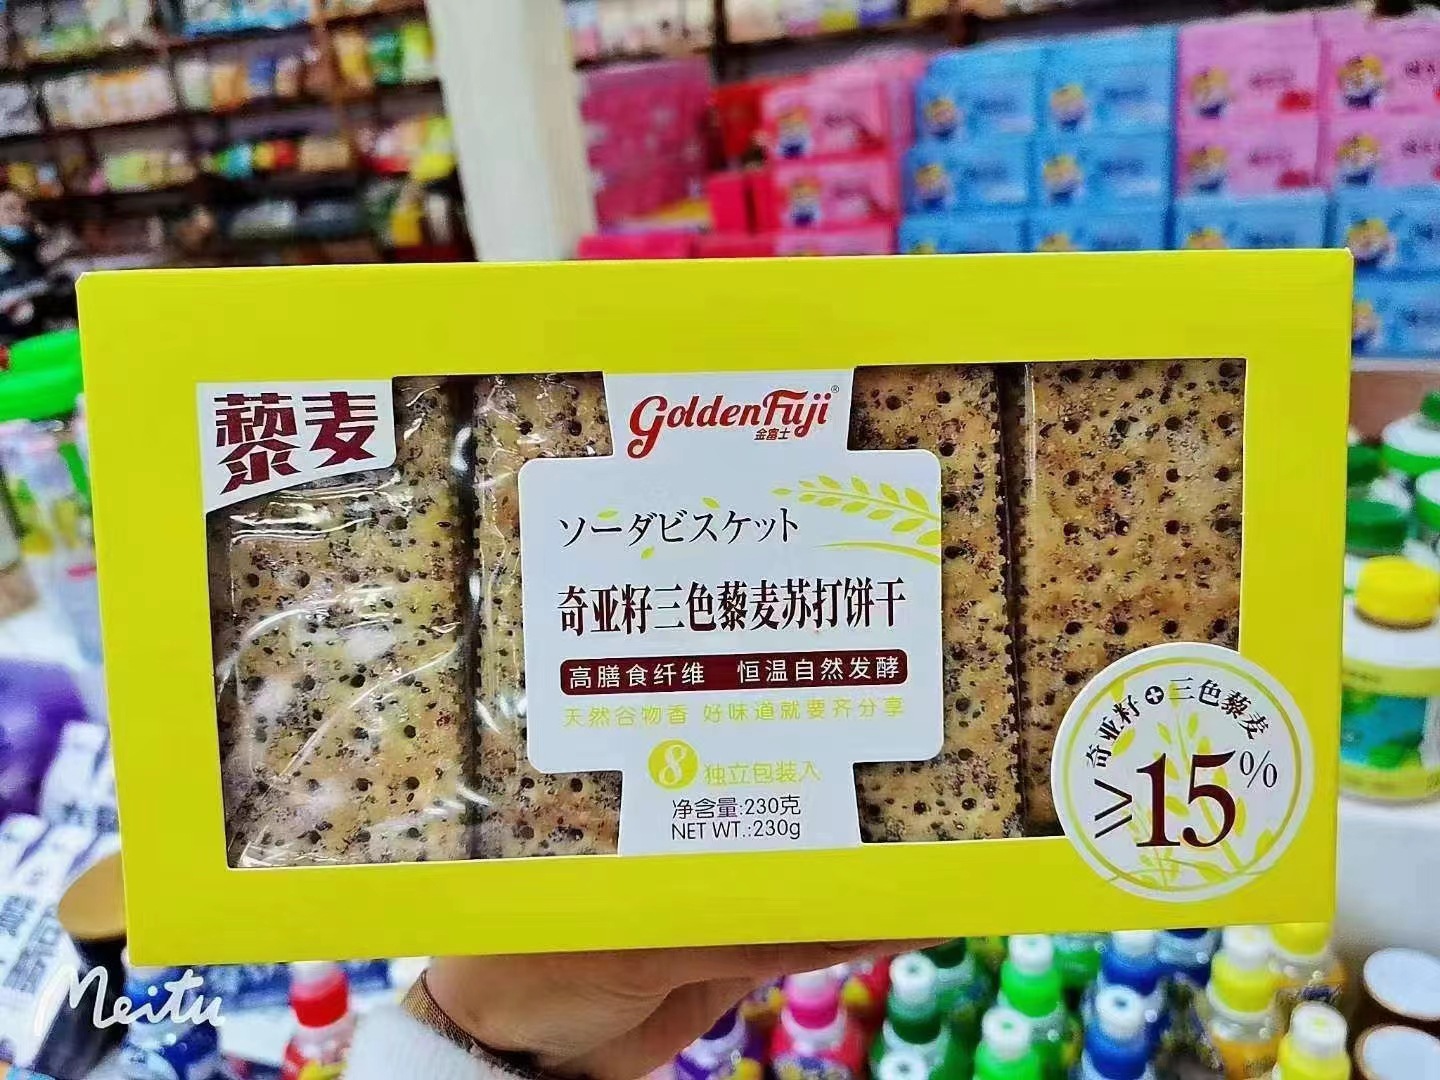 藜麦
GoldenFuji®
金富士
ソーダビスケット
奇亚籽三色藜麦苏打饼干
高膳食纤维 恒温自然发酵
天然谷物香 好味道就要齐分享
8独立包装入
净含量:230克
NET WT.:230g
奇亚籽+三色藜麦
≥15%
Meitu